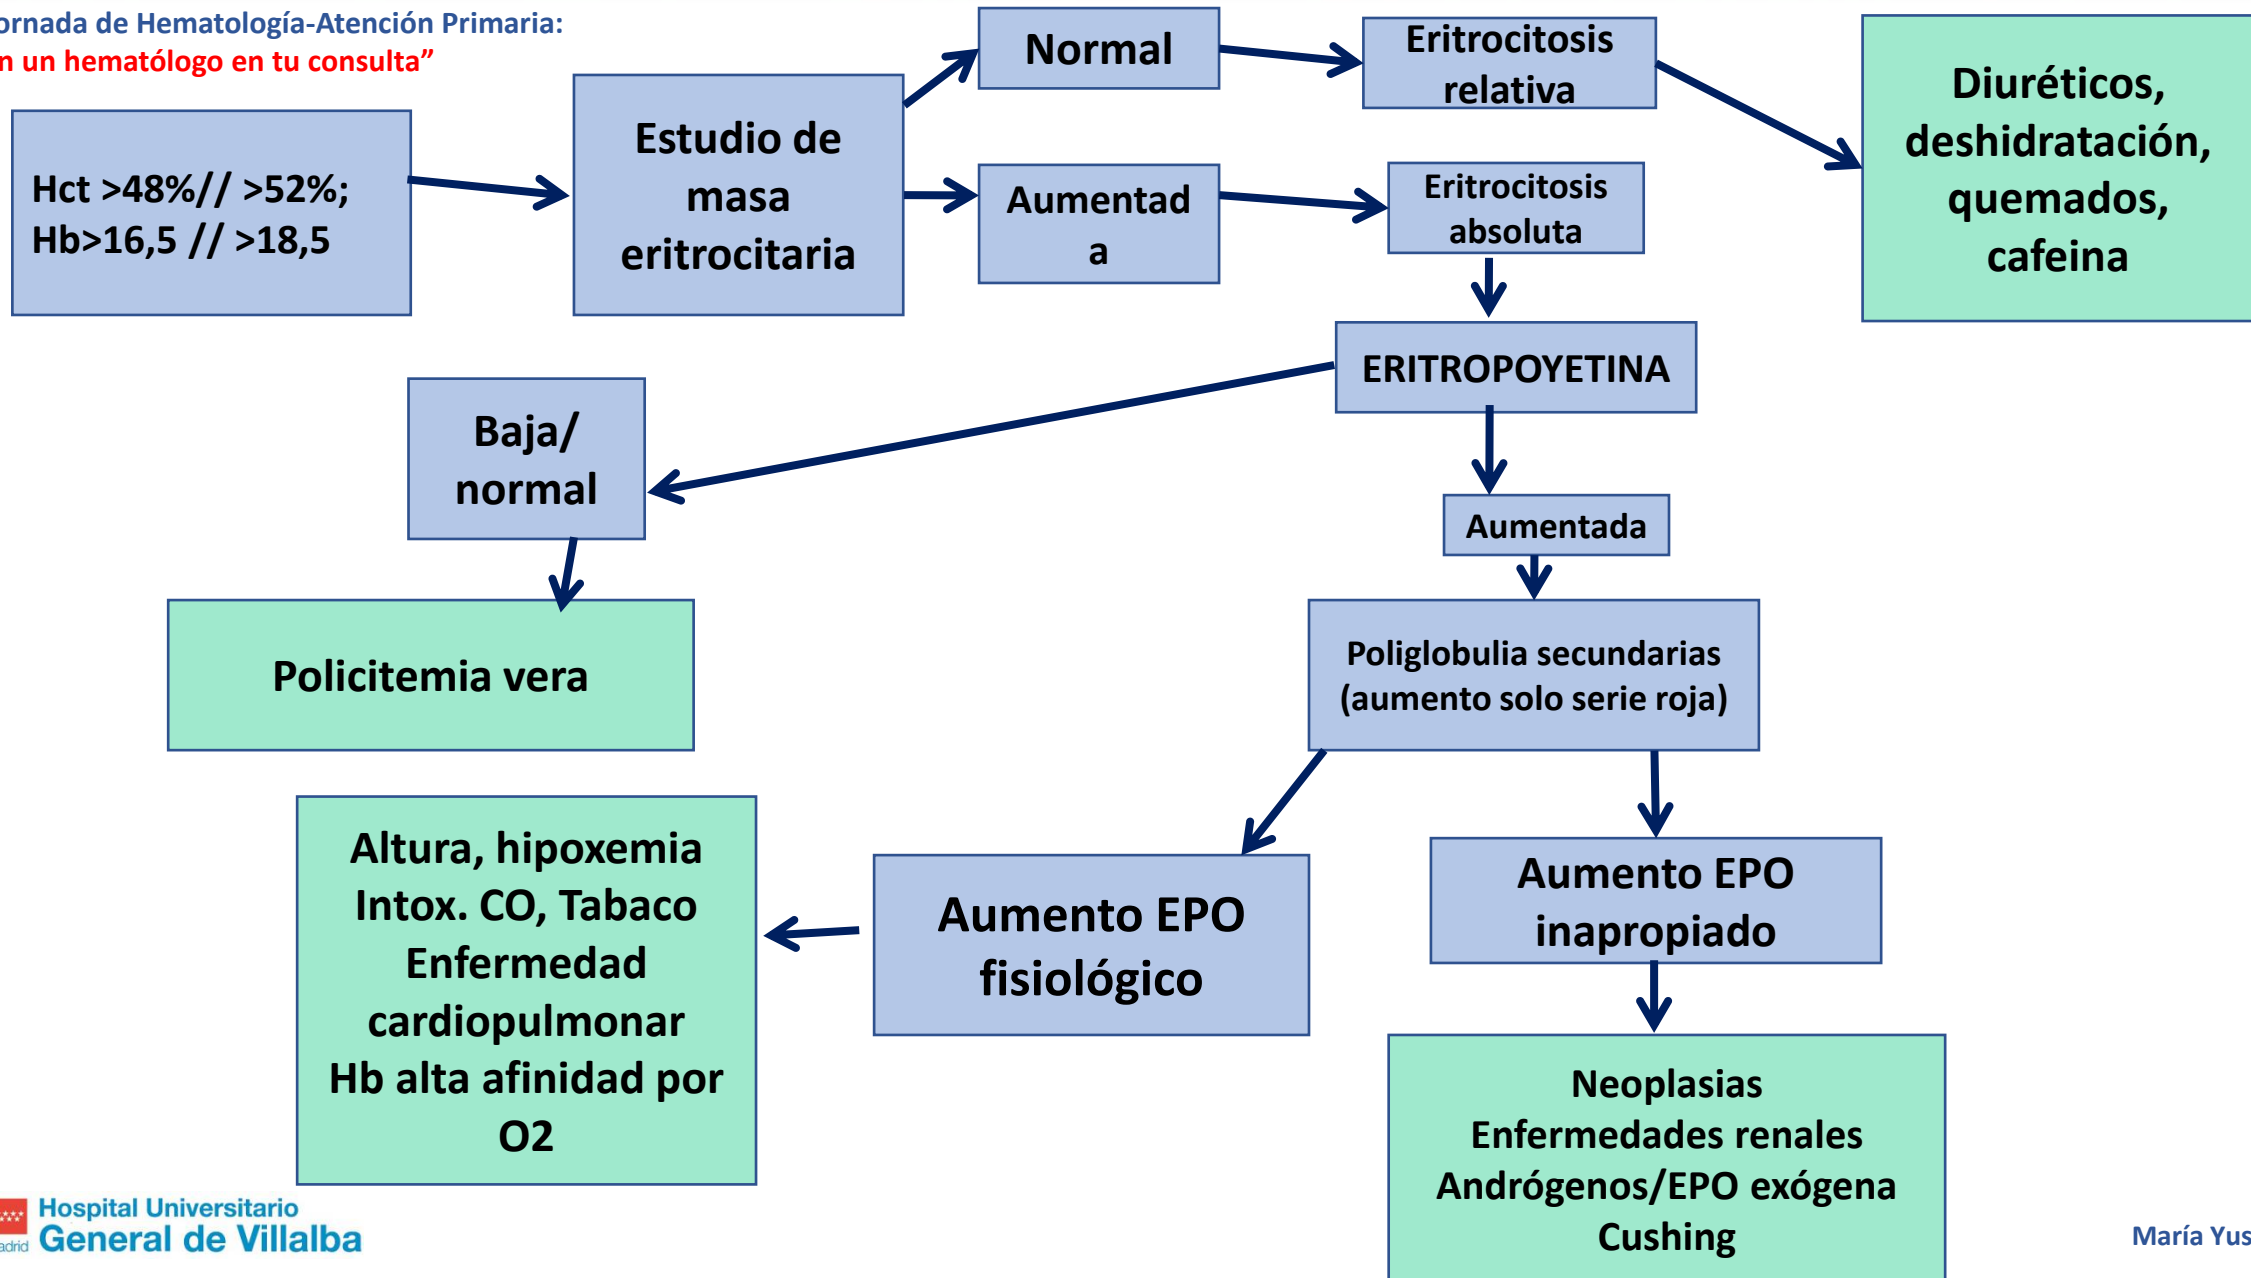 ornada de Hematología-Atención Primaria:
n un hematólogo en tu consulta”
Normal
Eritrocitosis
relativa
Diuréticos,
deshidratación,
quemados,
cafeina
Hct >48%// >52%;
Hb>16,5 // >18,5
Estudio de
masa
eritrocitaria
Aumentad
a
Eritrocitosis
absoluta
ERITROPOYETINA
Baja/
normal
Aumentada
Policitemia vera
Poliglobulia secundarias
(aumento solo serie roja)
Altura, hipoxemia
Intox. CO, Tabaco
Enfermedad
cardiopulmonar
Hb alta afinidad por
O2
Aumento EPO
fisiológico
Aumento EPO
inapropiado
Neoplasias
Enfermedades renales
Andrógenos/EPO exógena
Cushing
Hospital Universitario
General de Villalba
adrid
María Yus